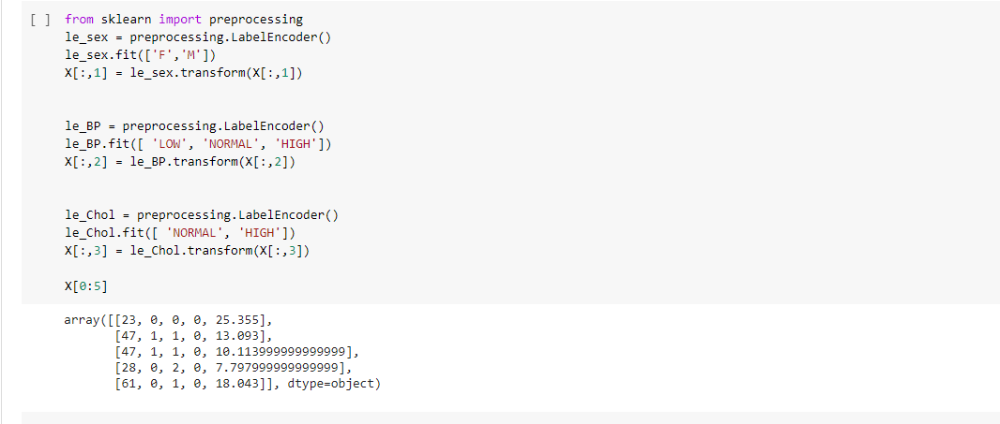 [ ] from sklearn import preprocessing
le_sex = preprocessing.LabelEncoder()
le_sex.fit(['F','M'])
X[:,1] = le_sex.transform(X[:,1])
le_BP = preprocessing.LabelEncoder()
le_BP.fit([ 'LOW', 'NORMAL', 'HIGH'])
X[:,2] = le_BP.transform(X[:,2])
le_Chol = preprocessing.LabelEncoder()
le_Chol.fit([ 'NORMAL', 'HIGH'])
X[:,3] = le_Chol.transform(X[:,3])
X[0:5]
array([[23, 0, 0, 0, 25.355],
[47, 1, 1, 0, 13.093],
[47, 1, 1, 0, 10.113999999999999],
[28, 0, 2, 0, 7.797999999999999],
[61, 0, 1, 0, 18.043]], dtype=object)